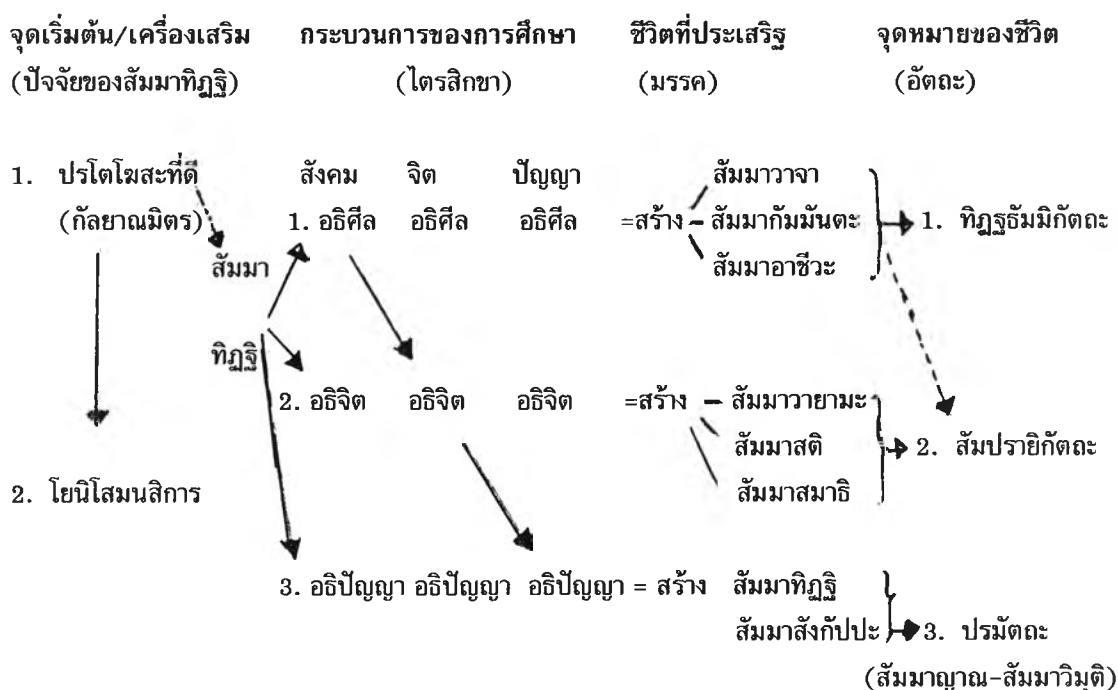 จุดเริ่มต้น/เครื่องเสริม กระบวนการของการศึกษา ชีวิตที่ประเสริฐ จุดหมายของชีวิต
(ปัจจัยของสัมมาทิฏฐิ) (ไตรสิกขา) (มรรค) (อัตถะ)
1. ปรโตโฆสะที่ดี สังคม จิต ปัญญา สัมมาวาจา
(กัลยาณมิตร) 1. อธิศีล อธิศีล อธิศีล =สร้าง – สัมมากัมมันตะ 1. ทิฏฐธัมมิกัตถะ
สัมมา สัมมาอาชีวะ
ทิฏฐิ
2. อธิจิต อธิจิต อธิจิต =สร้าง – สัมมาวายามะ
สัมมาสติ 2. สัมปรายิกัตถะ
2. โยนิโสมนสิการ สัมมาสมาธิ
3. อธิปัญญา อธิปัญญา อธิปัญญา = สร้าง สัมมาทิฏฐิ
สัมมาสังกัปปะ 3. ปรมัตถะ
(สัมมาญาณ-สัมมาวิมุติ)